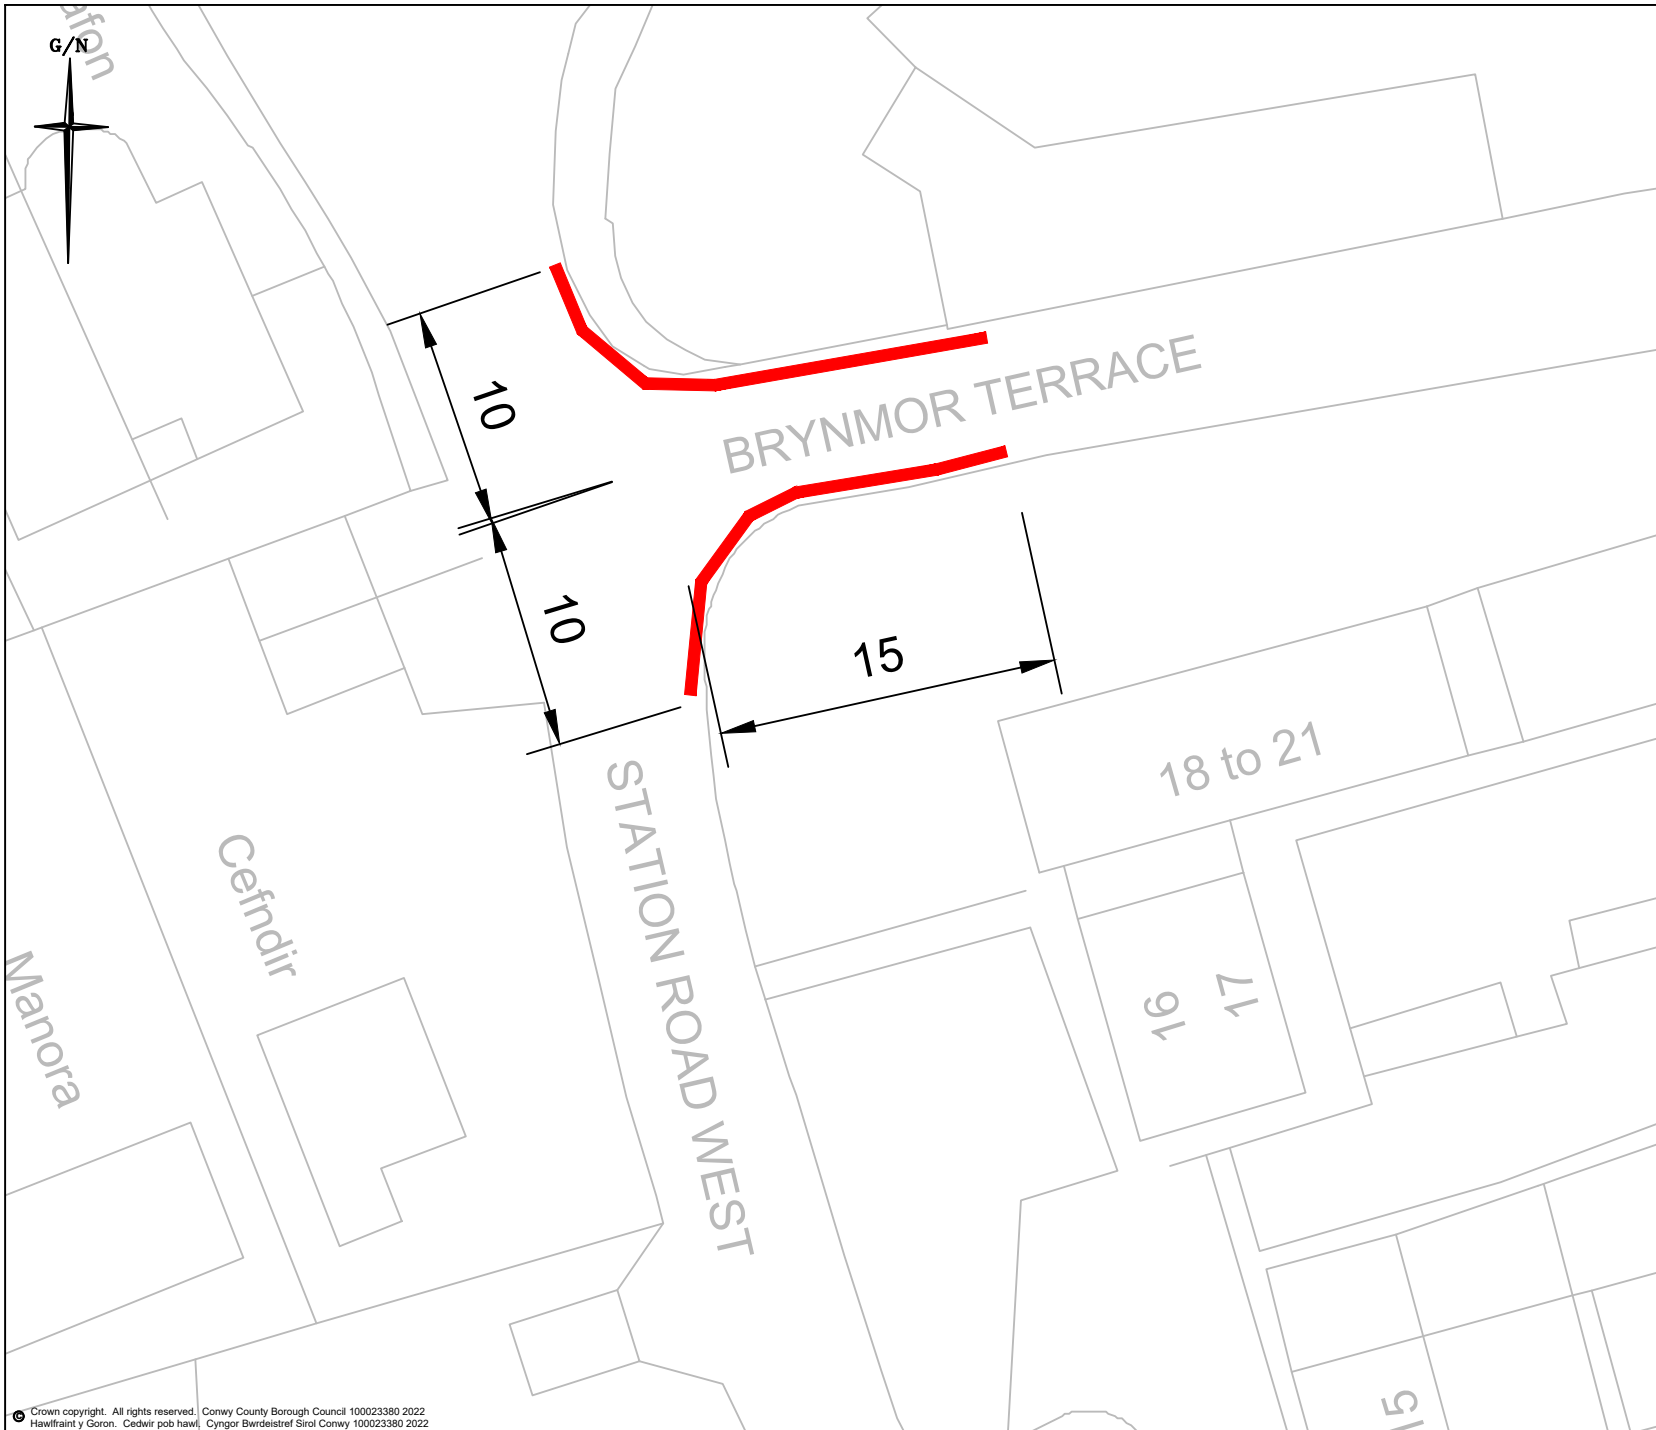 G/N
10
BRYNMOR TERRACE
10
15
18 to 21
STATION ROAD WEST
Cefndir
Manora
17
16
© Crown copyright. All rights reserved. Conwy County Borough Council 100023380 2022
Hawlfraint y Goron. Cedwir pob hawl. Cyngor Bwrdeistref Sirol Conwy 100023380 2022